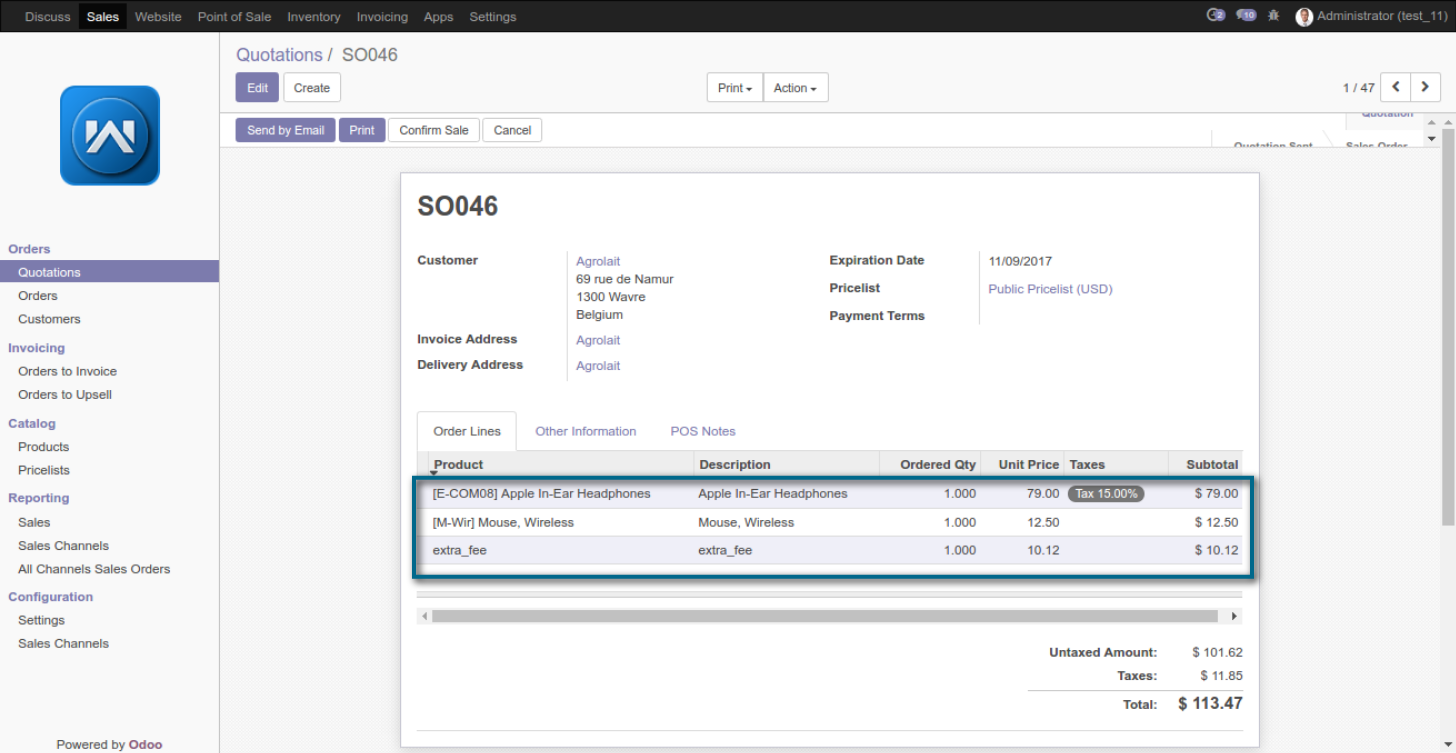 Discuss Sales Website Point of Sale Inventory Invoicing Apps Settings 2 10 Administrator (test_11)
Quotations / SO046
Edit Create Print Action 1 / 47
Send by Email Print Confirm Sale Cancel Quotation
Quotation Sent Sales Order
W
Orders
Quotations
Orders
Customers
Invoicing
Orders to Invoice
Orders to Upsell
Catalog
Products
Pricelists
Reporting
Sales
Sales Channels
All Channels Sales Orders
Configuration
Settings
Sales Channels
Powered by Odoo
SO046
Customer Agrolait
69 rue de Namur
1300 Wavre
Belgium
Invoice Address Agrolait
Delivery Address Agrolait
Expiration Date 11/09/2017
Pricelist Public Pricelist (USD)
Payment Terms
Order Lines Other Information POS Notes
Product Description Ordered Qty Unit Price Taxes Subtotal
[E-COM08] Apple In-Ear Headphones Apple In-Ear Headphones 1.000 79.00 Tax 15.00% $ 79.00
[M-Wir] Mouse, Wireless Mouse, Wireless 1.000 12.50 $ 12.50
extra_fee extra_fee 1.000 10.12 $ 10.12
Untaxed Amount: $ 101.62
Taxes: $ 11.85
Total: $ 113.47